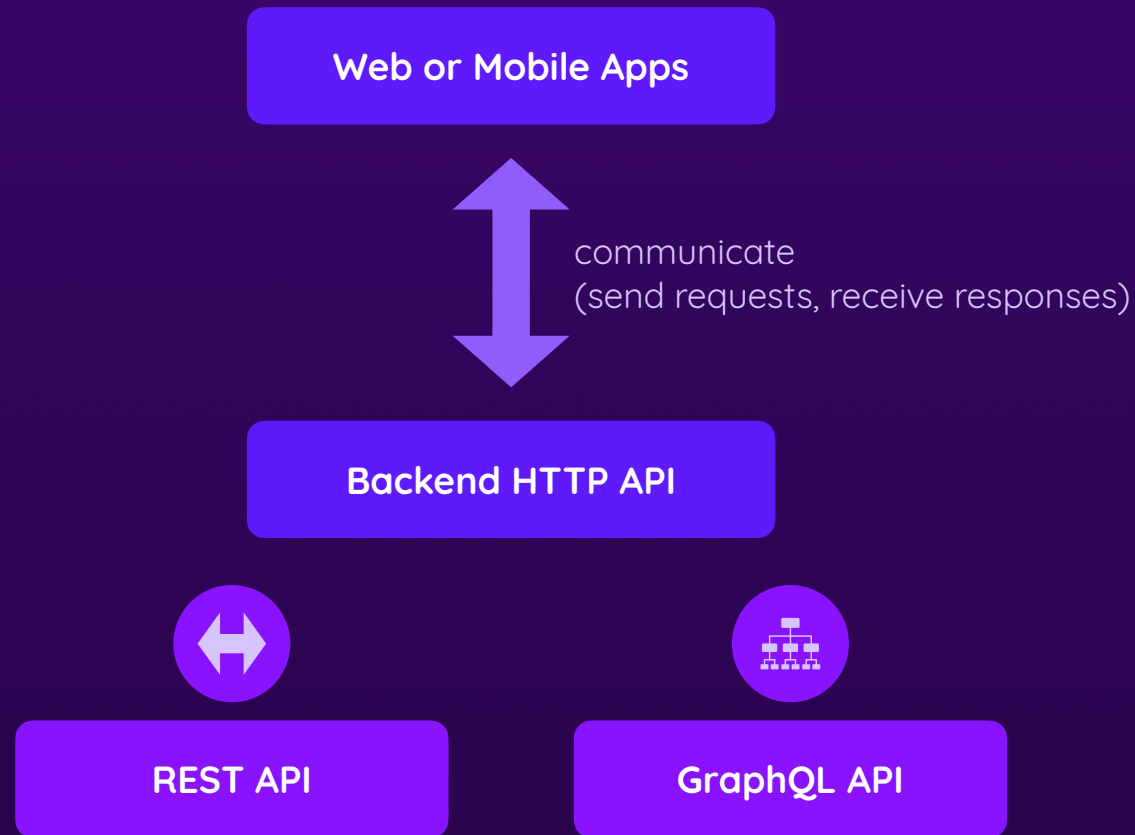 Web or Mobile Apps
communicate
(send requests, receive responses)
Backend HTTP API
REST API
GraphQL API